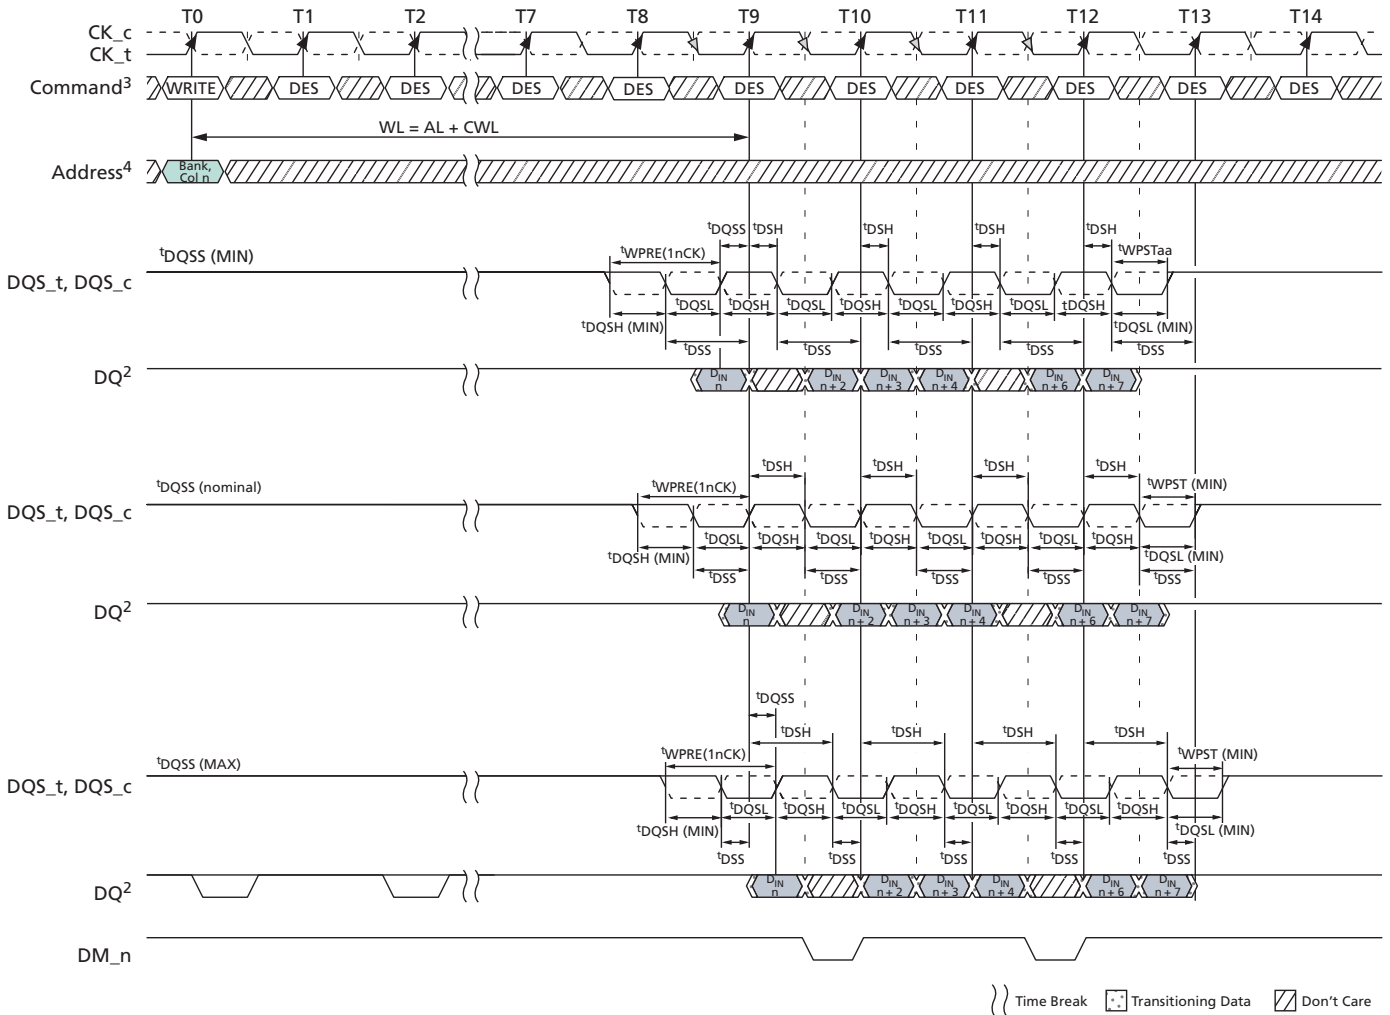 T0 T1 T2 T7 T8 T9 T10 T11 T12 T13 T14
CK_c
CK_t
Command3 WRITE DES DES DES DES DES DES DES DES DES DES
WL = AL + CWL
Address4 Bank,
Col n
tDQSS tDSH tDSH tDSH tDSH
tDQSS (MIN) tWPRE(1nCK) tWPSTaa
DQS_t, DQS_c
tDQSL tDQSH tDQSL tDQSH tDQSL tDQSH tDQSL tDQSH
tDQSH (MIN) tDQSL (MIN)
tDSS tDSS tDSS tDSS tDSS
DQ2 DIN DIN DIN DIN DIN DIN
n n + 2 n + 3 n + 4 n + 6 n + 7
tDSH tDSH tDSH tDSH
tDQSS (nominal) tWPRE(1nCK) tWPST (MIN)
DQS_t, DQS_c
tDQSL tDQSH tDQSL tDQSH tDQSL tDQSH tDQSL tDQSH
tDQSH (MIN) tDQSL (MIN)
tDSS tDSS tDSS tDSS tDSS
DQ2 DIN DIN DIN DIN DIN DIN
n n + 2 n + 3 n + 4 n + 6 n + 7
tDQSS
tDSH tDSH tDSH tDSH
tDQSS (MAX) tWPRE(1nCK) tWPST (MIN)
DQS_t, DQS_c
tDQSL tDQSH tDQSL tDQSH tDQSL tDQSH tDQSL tDQSH
tDQSH (MIN) tDQSL (MIN)
tDSS tDSS tDSS tDSS tDSS
DQ2 DIN DIN DIN DIN DIN DIN
n n + 2 n + 3 n + 4 n + 6 n + 7
DM_n
Time Break Transitioning Data Don't Care